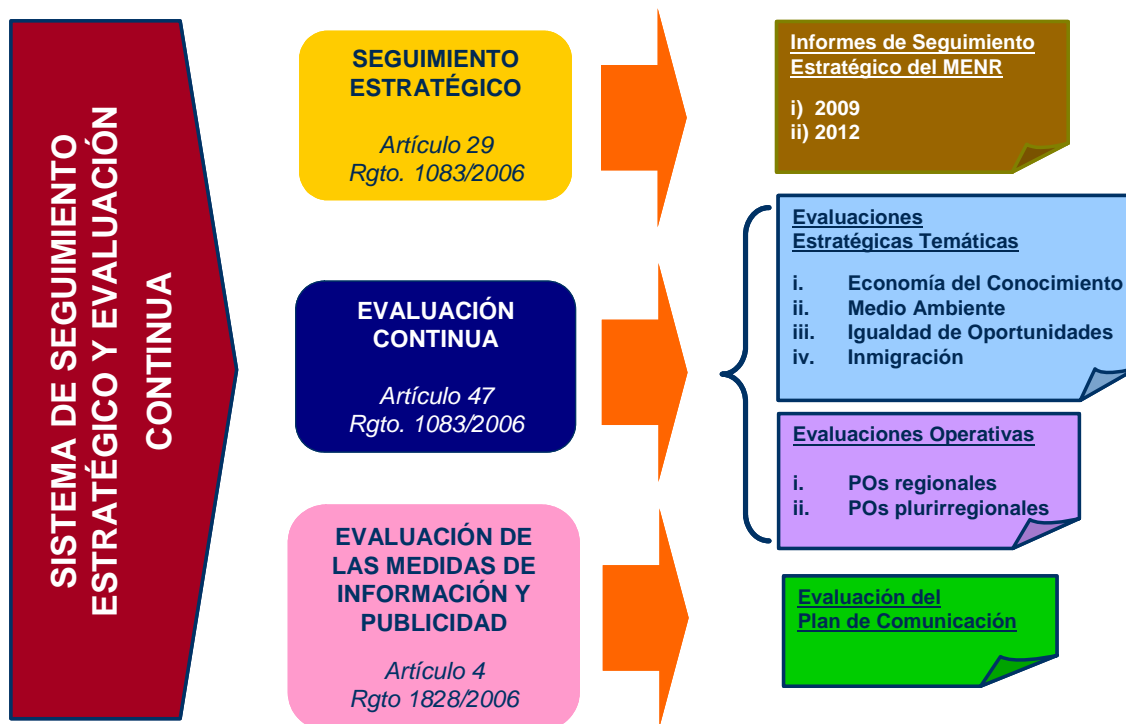 SISTEMA DE SEGUIMIENTO
ESTRATÉGICO Y EVALUACIÓN
CONTINUA
SEGUIMIENTO
ESTRATÉGICO
Artículo 29
Rgto. 1083/2006
Informes de Seguimiento
Estratégico del MENR
i) 2009
ii) 2012
EVALUACIÓN
CONTINUA
Artículo 47
Rgto. 1083/2006
Evaluaciones
Estratégicas Temáticas
i. Economía del Conocimiento
ii. Medio Ambiente
iii. Igualdad de Oportunidades
iv. Inmigración
Evaluaciones Operativas
i. POs regionales
ii. POs plurirregionales
EVALUACIÓN DE
LAS MEDIDAS DE
INFORMACIÓN Y
PUBLICIDAD
Artículo 4
Rgto 1828/2006
Evaluación del
Plan de Comunicación